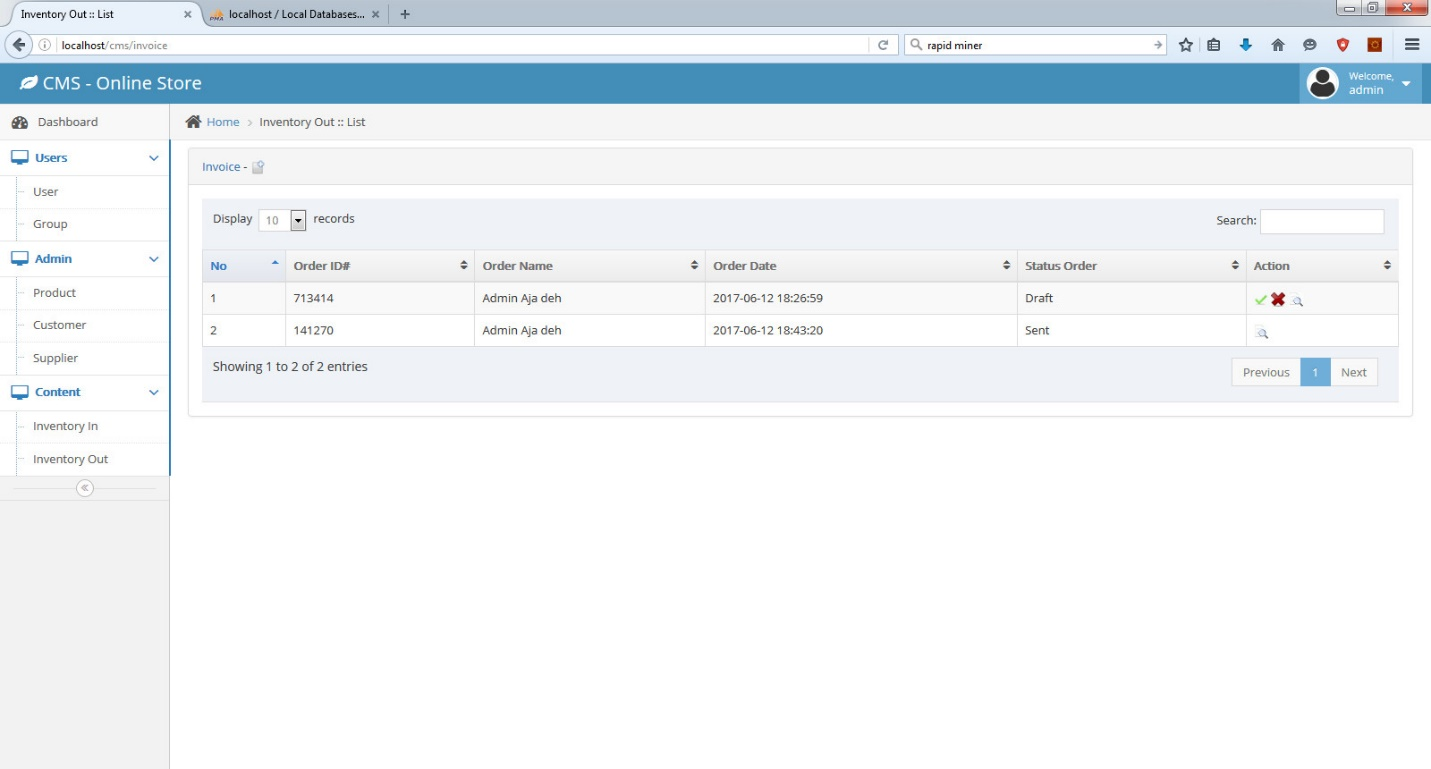 Inventory Out :: List
localhost / Local Databases...
localhost/cms/invoice
rapid miner
CMS - Online Store
Welcome,
admin
Dashboard
Home > Inventory Out :: List
Users
Invoice -
User
Display 10 records
Search:
Group
Admin
No Order ID# Order Name Order Date Status Order Action
Product
1 713414 Admin Aja deh 2017-06-12 18:26:59 Draft
Customer
2 141270 Admin Aja deh 2017-06-12 18:43:20 Sent
Supplier
Showing 1 to 2 of 2 entries
Previous 1 Next
Content
Inventory In
Inventory Out